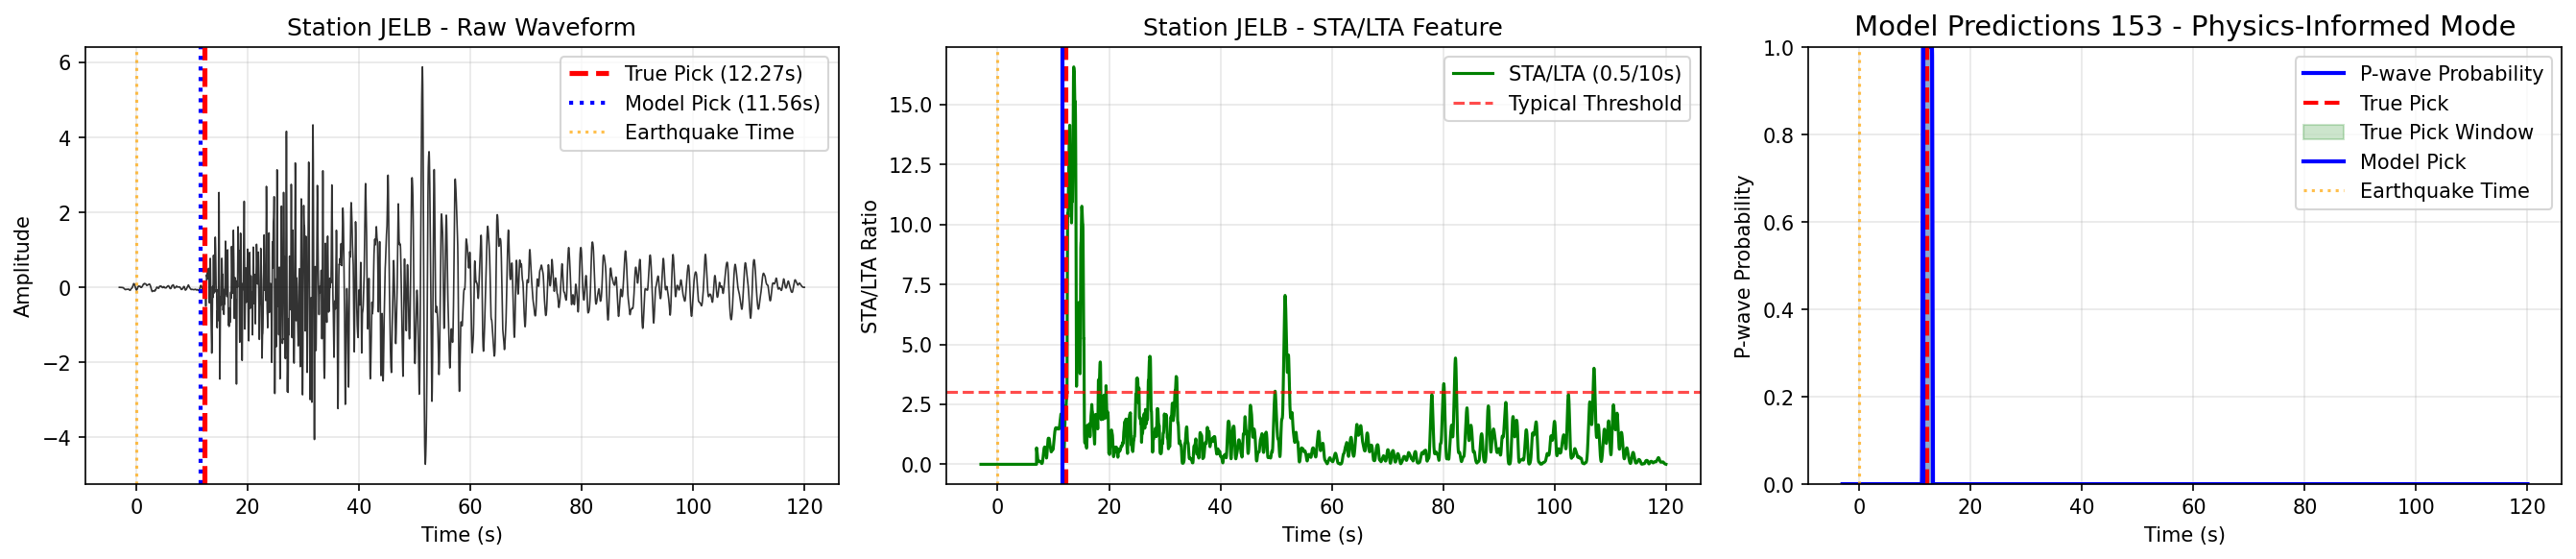 Station JELB - Raw Waveform
Amplitude
6
4
2
0
−2
−4
True Pick (12.27s)
Model Pick (11.56s)
Earthquake Time
0 20 40 60 80 100 120
Time (s)
Station JELB - STA/LTA Feature
STA/LTA Ratio
15.0
12.5
10.0
7.5
5.0
2.5
0.0
STA/LTA (0.5/10s)
Typical Threshold
0 20 40 60 80 100 120
Time (s)
Model Predictions 153 - Physics-Informed Mode
P-wave Probability
1.0
0.8
0.6
0.4
0.2
0.0
P-wave Probability
True Pick
True Pick Window
Model Pick
Earthquake Time
0 20 40 60 80 100 120
Time (s)